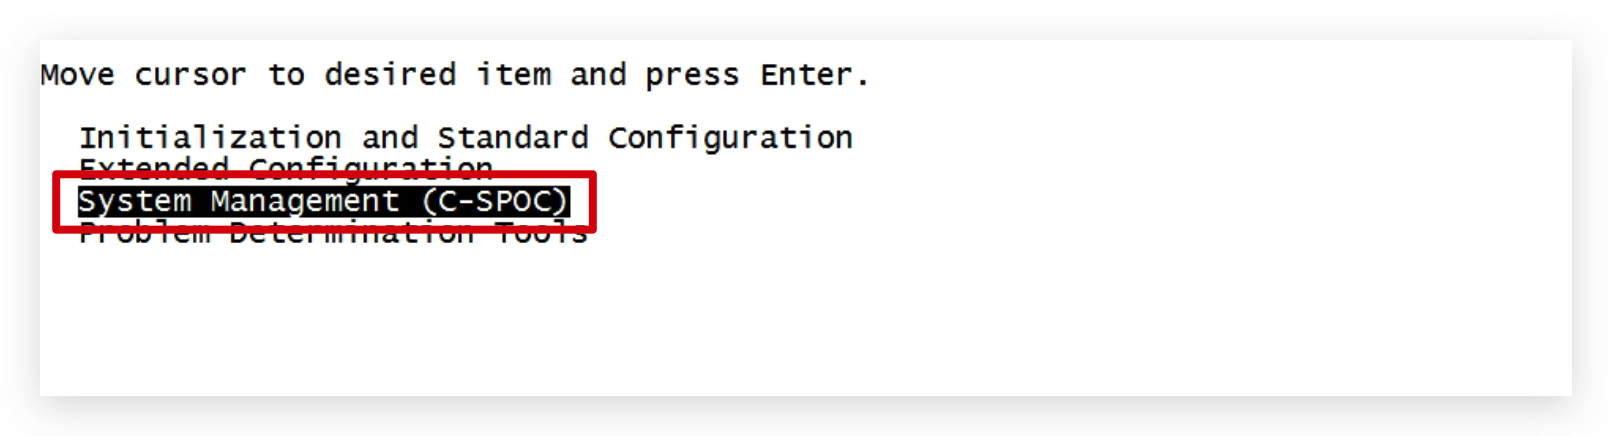 Move cursor to desired item and press Enter.
Initialization and Standard Configuration
Extended Configuration
System Management (C-SPOC)
Problem Determination Tools